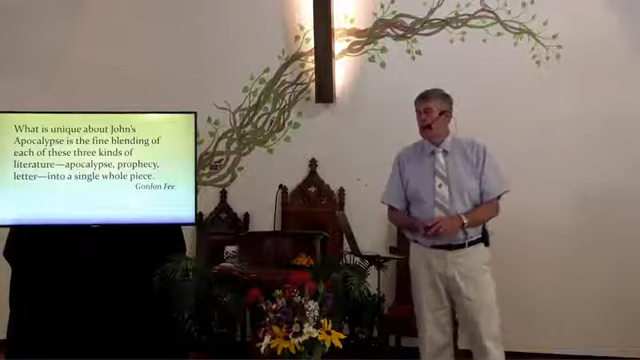 What is unique about John's
Apocalypse is the fine blending of
each of these three kinds of
literature—apocalypse, prophecy,
letter—into a single whole piece.
Gordon Fee